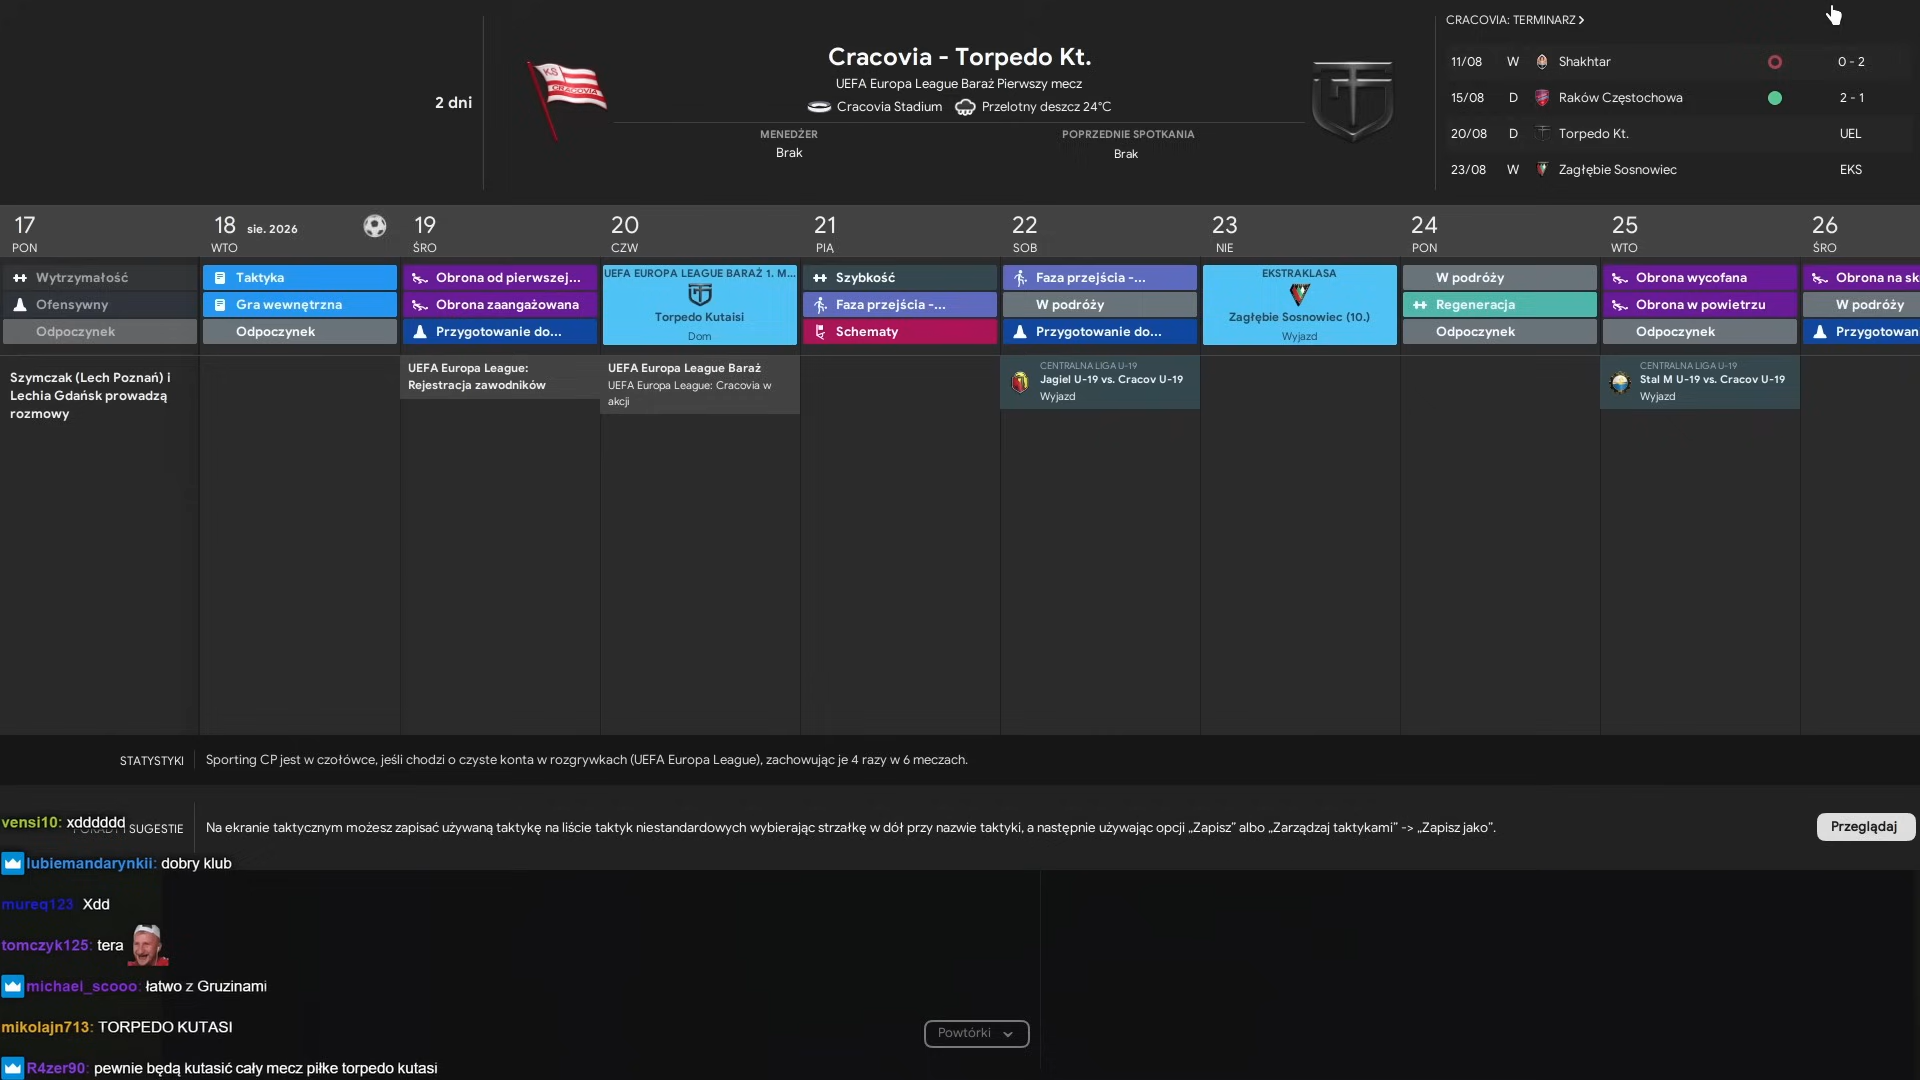 2 dni
KS
CRACOVIA
Cracovia - Torpedo Kt.
UEFA Europa League Baraż Pierwszy mecz
Cracovia Stadium Przelotny deszcz 24°C
MENEDŻER
Brak
POPRZEDNIE SPOTKANIA
Brak
CRACOVIA: TERMINARZ
11/08 W Shakhtar 0 - 2
15/08 D Raków Częstochowa 2 - 1
20/08 D Torpedo Kt. UEL
23/08 W Zagłębie Sosnowiec EKS
17
PON
Wytrzymałość
Ofensywny
Odpoczynek
Szymczak (Lech Poznań) i
Lechia Gdańsk prowadzą
rozmowy
18 sie. 2026
WTO
Taktyka
Gra wewnętrzna
Odpoczynek
19
ŚRO
Obrona od pierwszej...
Obrona zaangażowana
Przygotowanie do...
UEFA Europa League:
Rejestracja zawodników
20
CZW
UEFA EUROPA LEAGUE BARAŻ 1. M...
Torpedo Kutaisi
Dom
UEFA Europa League Baraż
UEFA Europa League: Cracovia w
akcji
21
PIĄ
Szybkość
Faza przejścia -...
Schematy
22
SOB
Faza przejścia -...
W podróży
Przygotowanie do...
CENTRALNA LIGA U-19
Jagiel U-19 vs. Cracov U-19
Wyjazd
23
NIE
EKSTRAKLASA
Zagłębie Sosnowiec (10.)
Wyjazd
24
PON
W podróży
Regeneracja
Odpoczynek
25
WTO
Obrona wycofana
Obrona w powietrzu
Odpoczynek
CENTRALNA LIGA U-19
Stal M U-19 vs. Cracov U-19
Wyjazd
26
ŚRO
Obrona na sk
W podróży
Przygotowan
STATYSTYKI
Sporting CP jest w czołówce, jeśli chodzi o czyste konta w rozgrywkach (UEFA Europa League), zachowując je 4 razy w 6 meczach.
SUGESTIE
Na ekranie taktycznym możesz zapisać używaną taktykę na liście taktyk niestandardowych wybierając strzałkę w dół przy nazwie taktyki, a następnie używając opcji „Zapisz” albo „Zarządzaj taktykami” -> „Zapisz jako”.
Przeglądaj
vensi10: xdddddd
lubiemandarynkii: dobry klub
mureq123 Xdd
tomczyk125: tera
michael_scooo: łatwo z Gruzinami
mikolajn713: TORPEDO KUTASI
R4zer90: pewnie będą kutasić cały mecz piłke torpedo kutasi
Powtórki